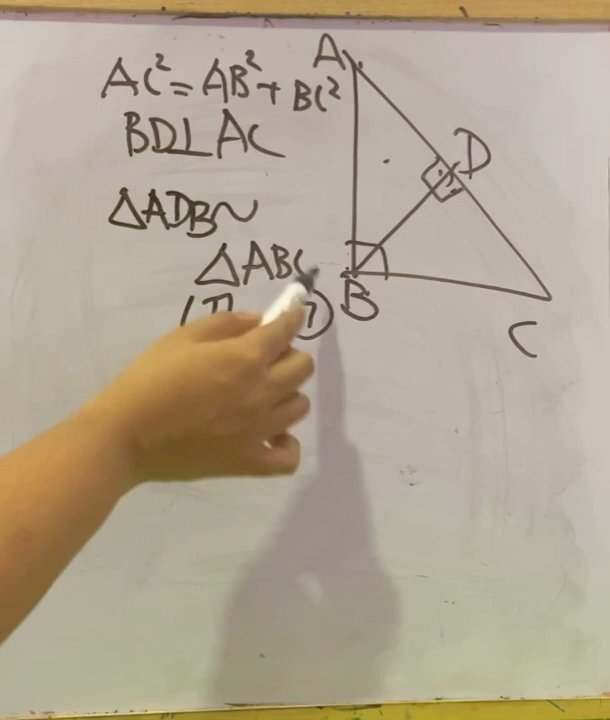 AC² = AB² + BC²
BD⊥AC
△ADB~
△ABC
A
D
B
C